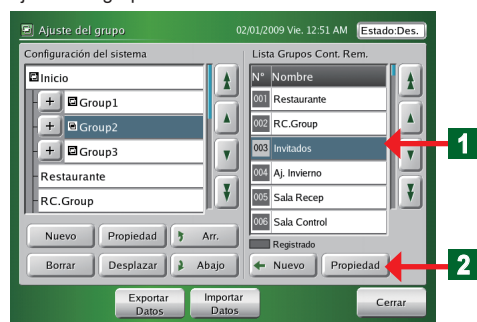 Ajuste del grupo 02/01/2009 Vie. 12:51 AM Estado:Des.
Configuración del sistema
Inicio
+ Group1
+ Group2
+ Group3
Restaurante
R.C.Group
Nuevo Propiedad Arr.
Borrar Desplazar Abajo
Lista Grupos Cont. Rem.
N° Nombre
001 Restaurante
002 R.C.Group
003 Invitados
004 Aj. Invierno
005 Sala Recep
006 Sala Control
Registrado
Nuevo Propiedad
1
2
Exportar Datos
Importar Datos
Cerrar